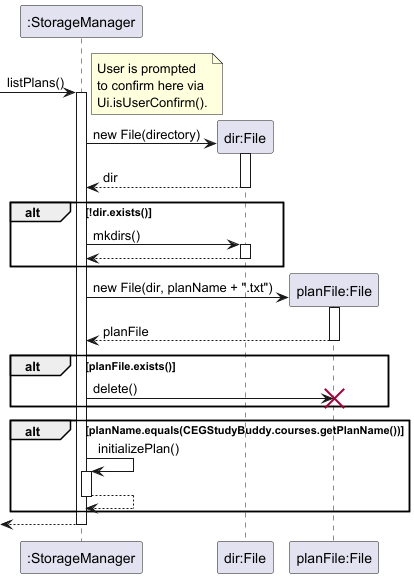 :StorageManager
User is prompted
to confirm here via
Ui.isUserConfirm().
listPlans()
new File(directory)
dir:File
dir
alt
[!dir.exists()]
mkdirs()
new File(dir, planName + ".txt")
planFile:File
planFile
alt
[planFile.exists()]
delete()
alt
[planName.equals(CEGStudyBuddy.courses.getPlanName())]
initializePlan()
:StorageManager
dir:File
planFile:File